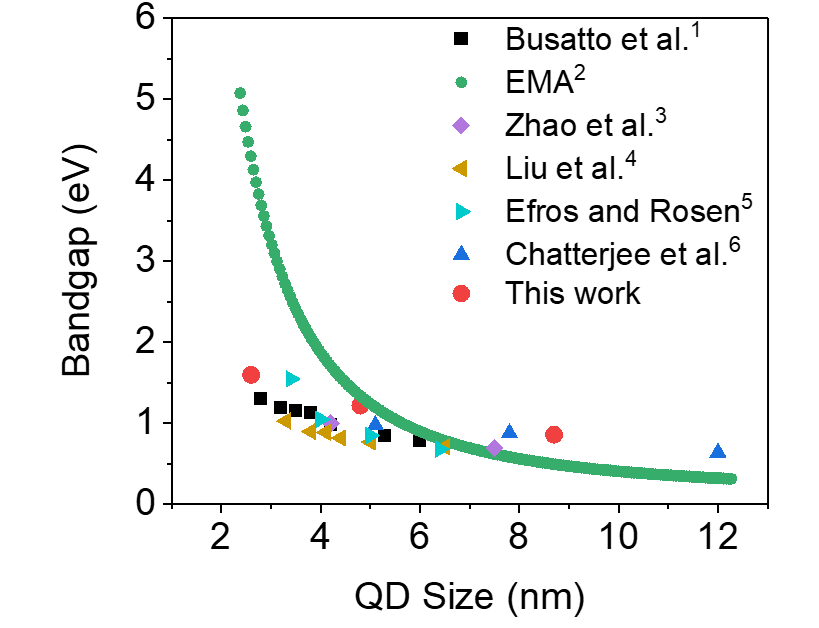 6
5
4
3
2
1
0
Bandgap (eV)
Busatto et al.¹
EMA²
Zhao et al.³
Liu et al.⁴
Efros and Rosen⁵
Chatterjee et al.⁶
This work
2 4 6 8 10 12
QD Size (nm)